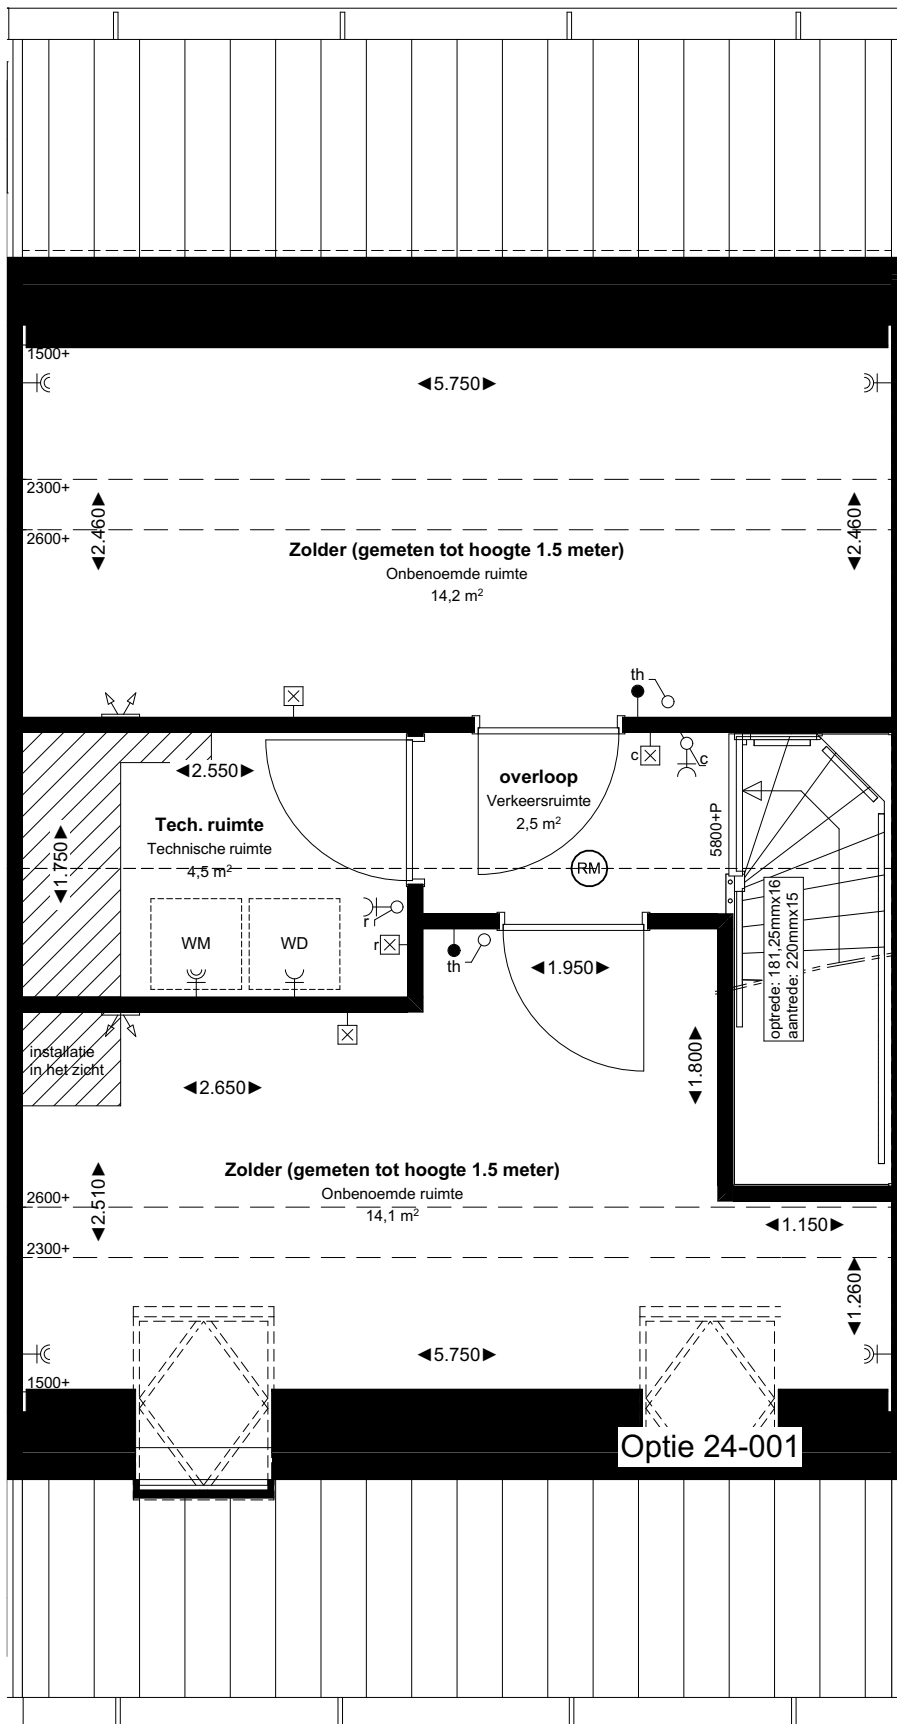 1500+
5.750
2300+
2600+
2.460
2.460
Zolder (gemeten tot hoogte 1.5 meter)
Onbenoemde ruimte
14,2 m²
th
2.550
overloop
Verkeersruimte
2,5 m²
c
c
5800+P
Tech. ruimte
Technische ruimte
4,5 m²
1.750
RM
optrede: 181,25mmx16
aantrede: 220mmx15
WM
WD
r
r
th
1.950
installatie
in het zicht
2.650
1.800
Zolder (gemeten tot hoogte 1.5 meter)
Onbenoemde ruimte
14,1 m²
2.510
2600+
2300+
1.150
1.260
5.750
1500+
Optie 24-001